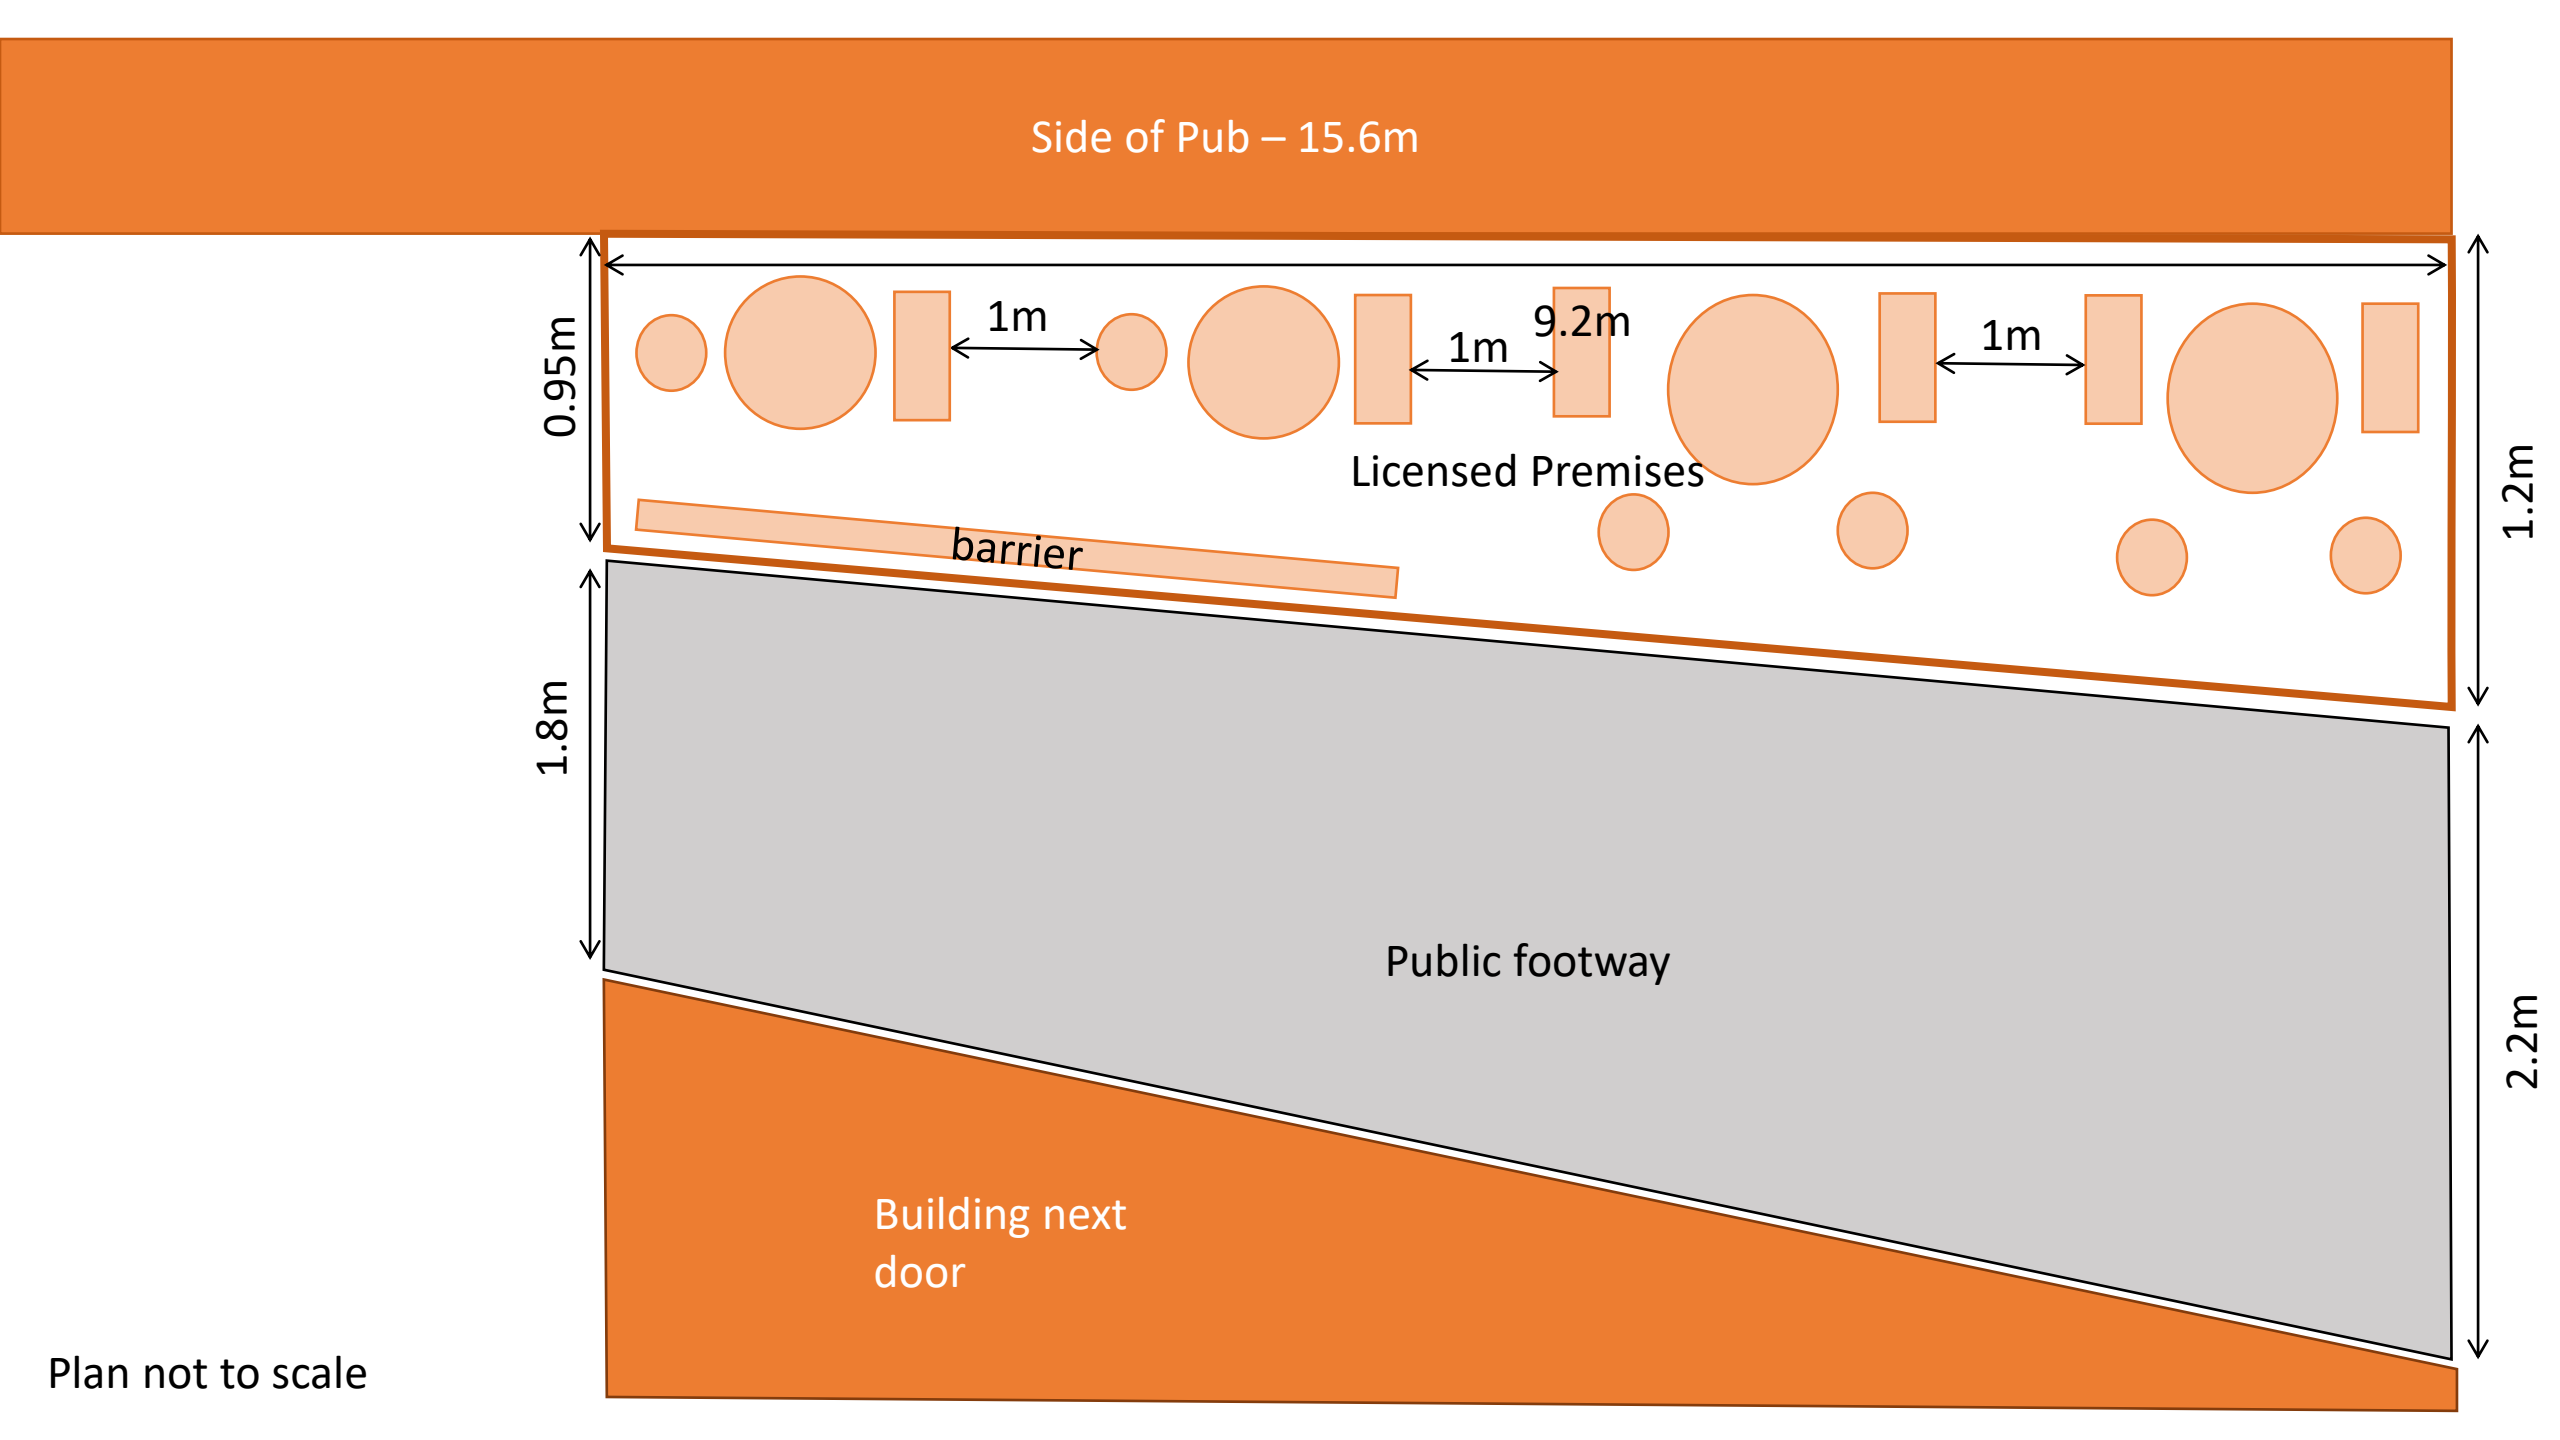 Side of Pub – 15.6m
0.95m
1m
1m
9.2m
1m
Licensed Premises
1.2m
barrier
1.8m
Public footway
2.2m
Building next
door
Plan not to scale